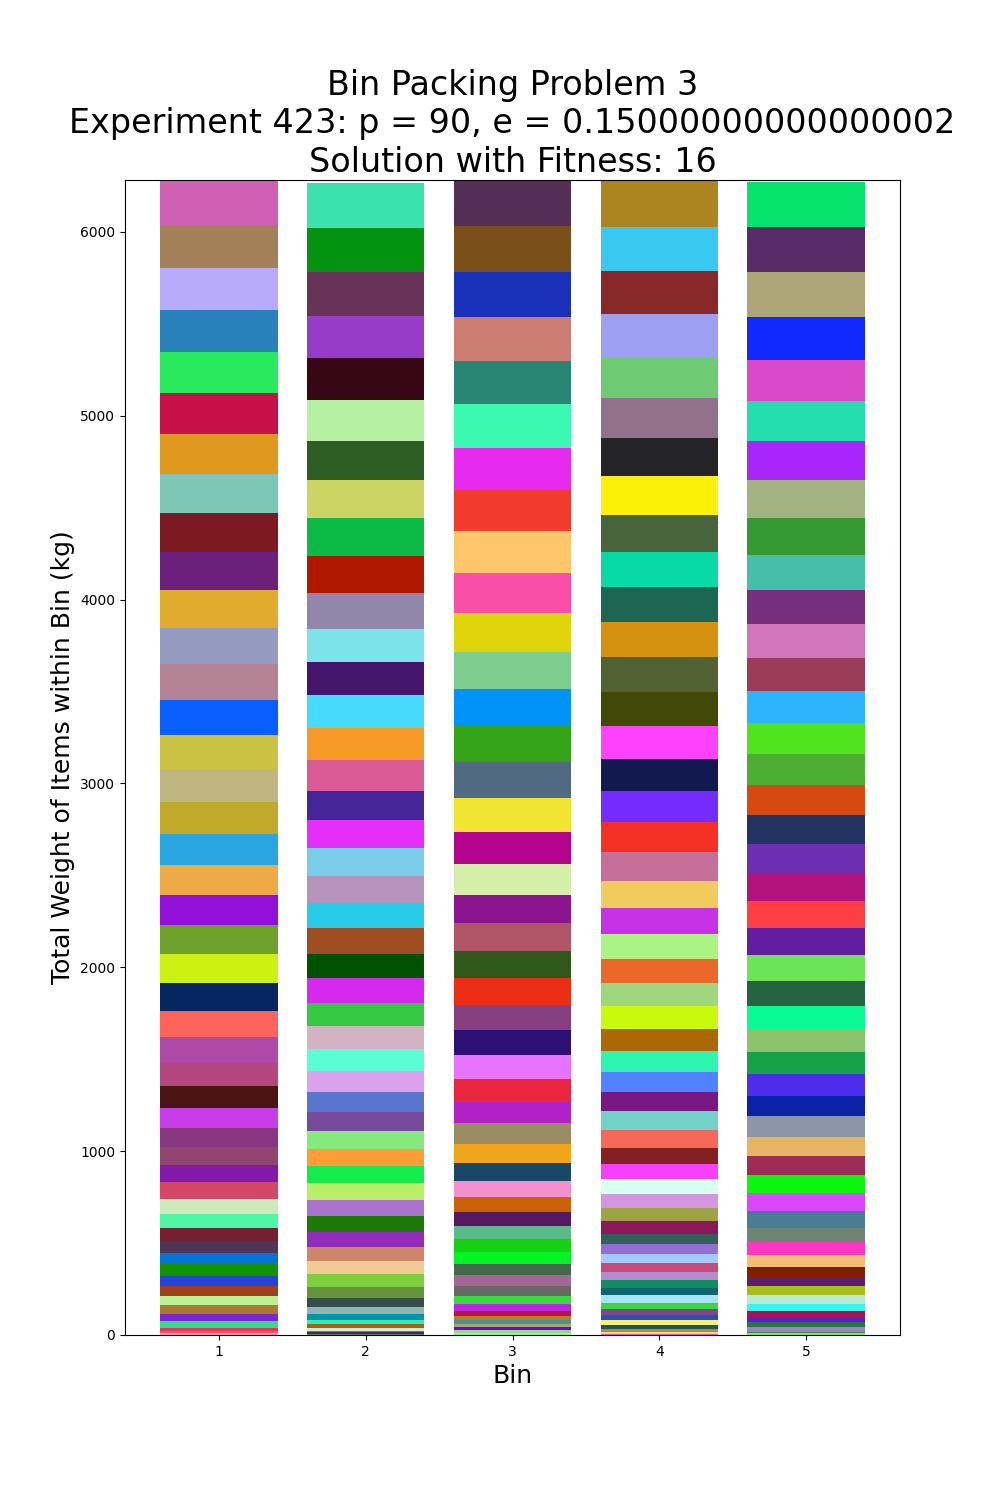 Bin Packing Problem 3
Experiment 423: p = 90, e = 0.15000000000000002
Solution with Fitness: 16
Total Weight of Items within Bin (kg)
6000
5000
4000
3000
2000
1000
0
1 2 3 4 5
Bin